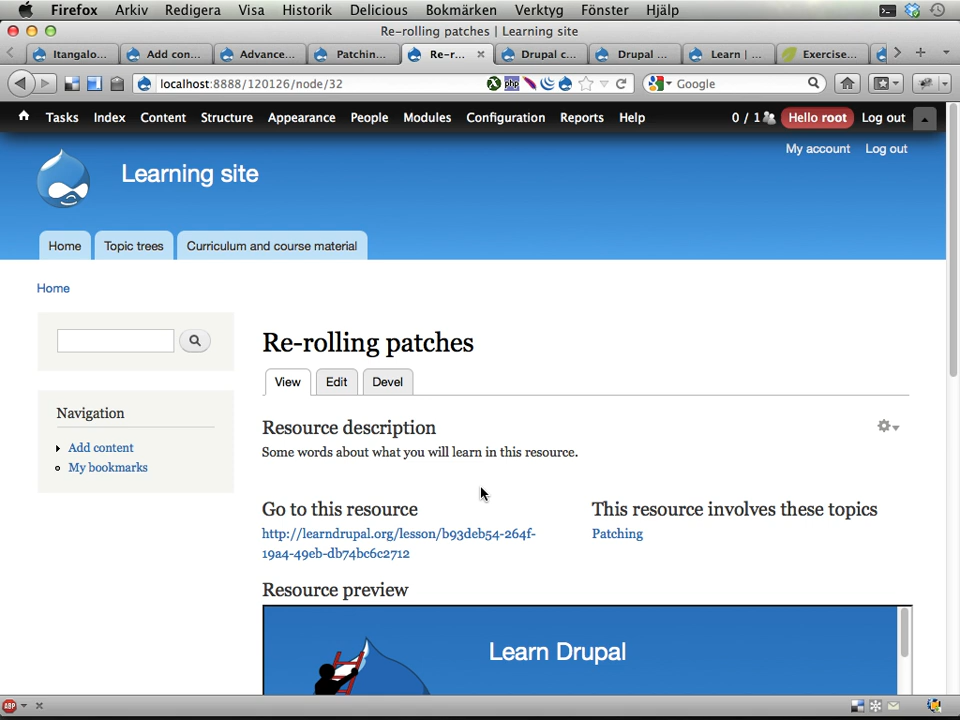 Firefox Arkiv Redigera Visa Historik Delicious Bokmärken Verktyg Fönster Hjälp
Re-rolling patches | Learning site
Itangalo... Add con... Advance... Patchin... Re-r... Drupal c... Drupal ... Learn | ... Exercise...
localhost:8888/120126/node/32 php Google
Tasks Index Content Structure Appearance People Modules Configuration Reports Help 0 / 1 Hello root Log out
My account Log out
Learning site
Home Topic trees Curriculum and course material
Home
Re-rolling patches
View Edit Devel
Navigation
Add content
My bookmarks
Resource description
Some words about what you will learn in this resource.
Go to this resource
http://learndrupal.org/lesson/b93deb54-264f-
19a4-49eb-db74bc6c2712
This resource involves these topics
Patching
Resource preview
Learn Drupal
ABP